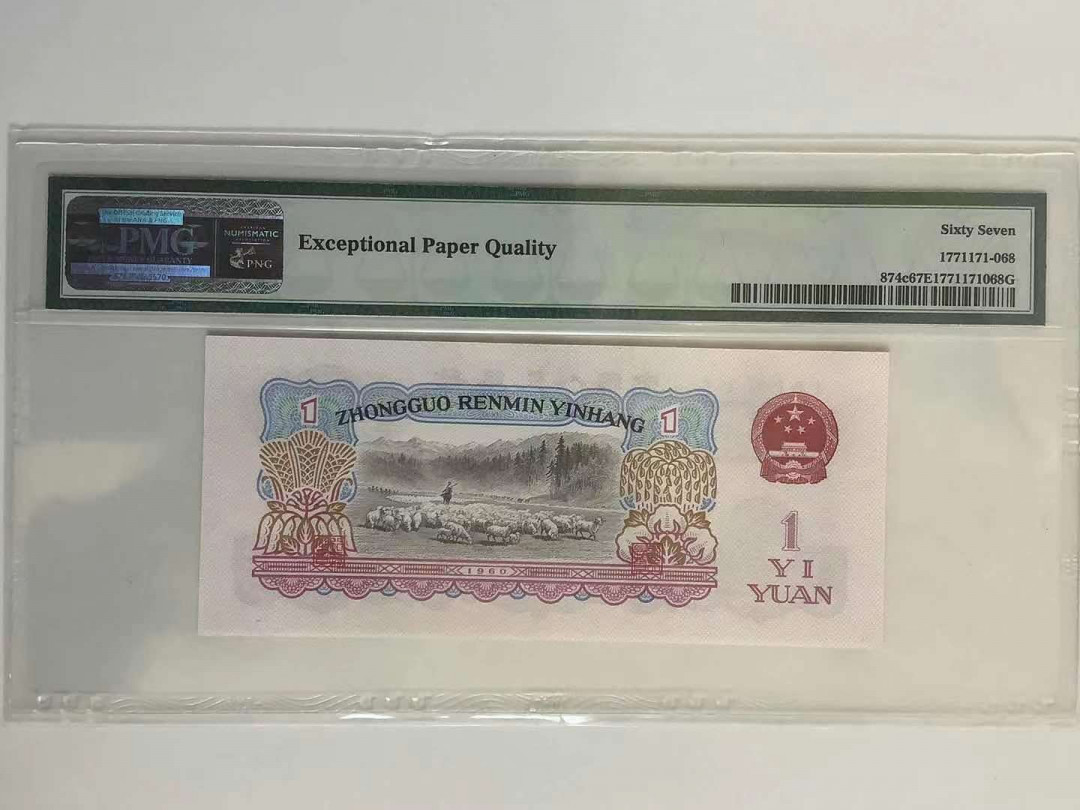 PMG
NUMISMATIC
PNG
Exceptional Paper Quality
Sixty Seven
1771171-068
874c67E1771171068G
1
ZHONGGUO RENMIN YINHANG
1
1960
1
YI
YUAN